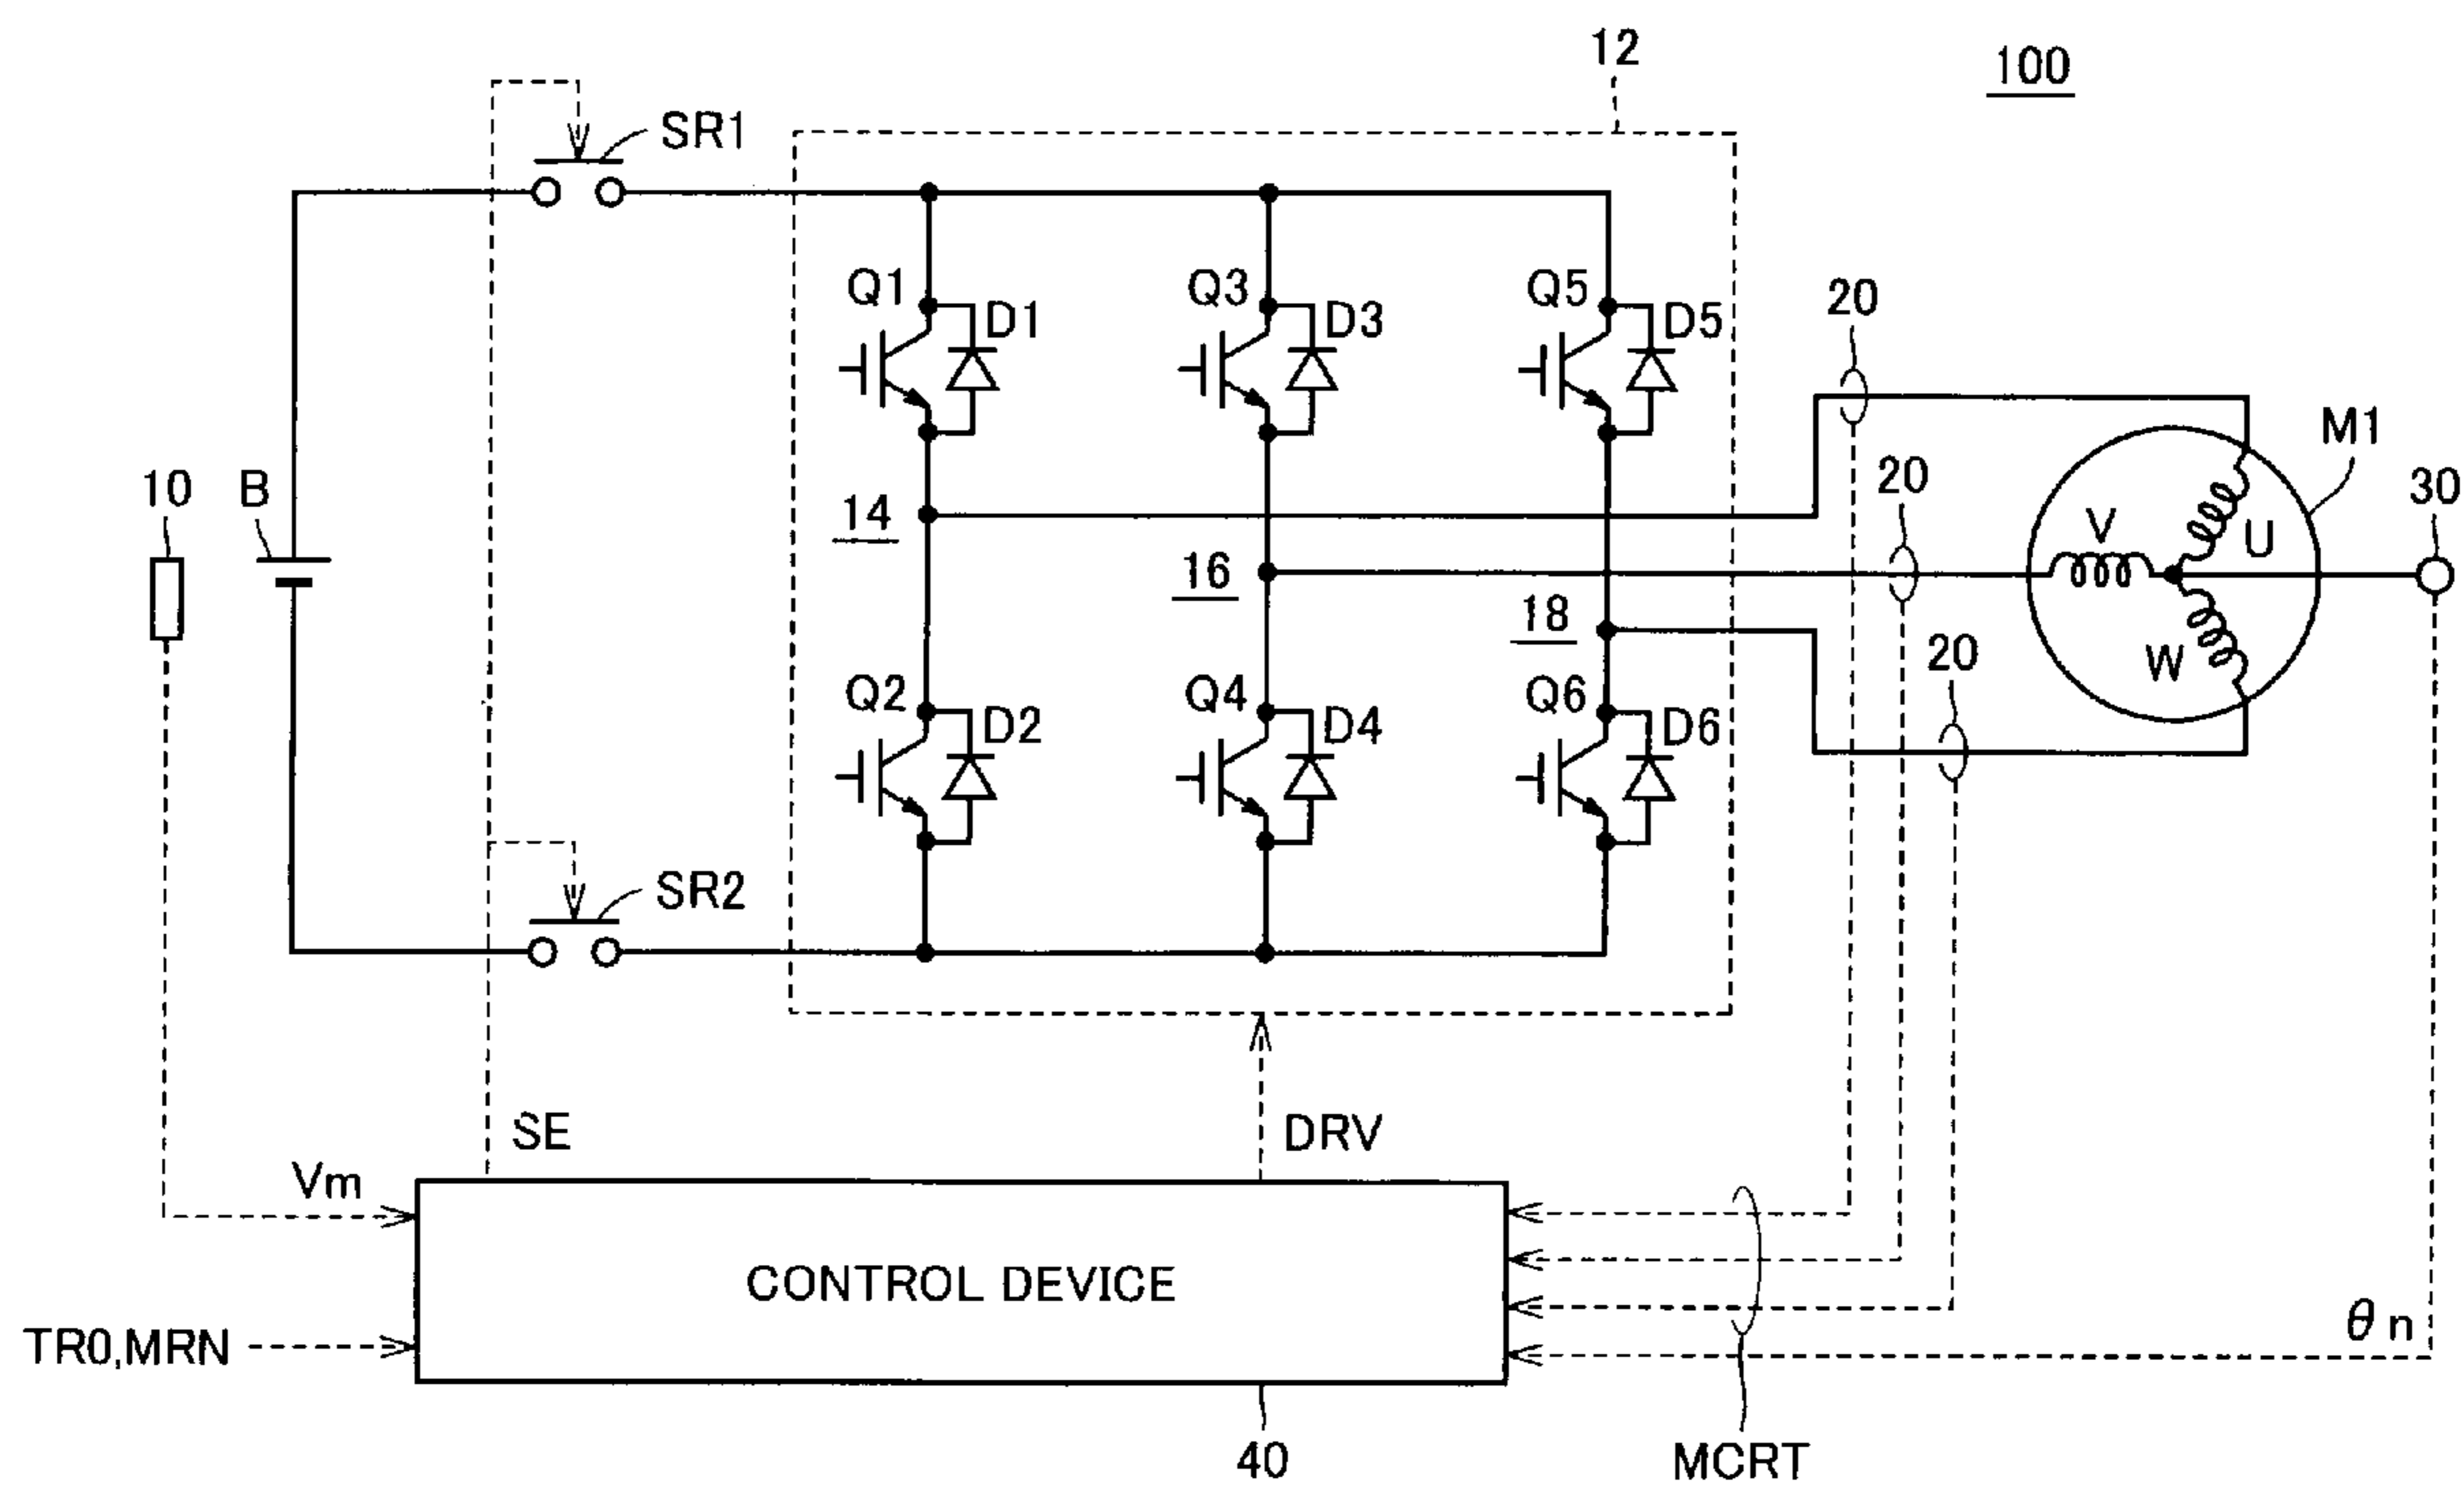 12
100
SR1
Q1
D1
Q3
D3
Q5
D5
20
M1
10
B
14
20
30
V
U
16
18
20
W
Q2
D2
Q4
D4
Q6
D6
SR2
SE
DRV
Vm
CONTROL DEVICE
TR0,MRN
θn
40
MCRT